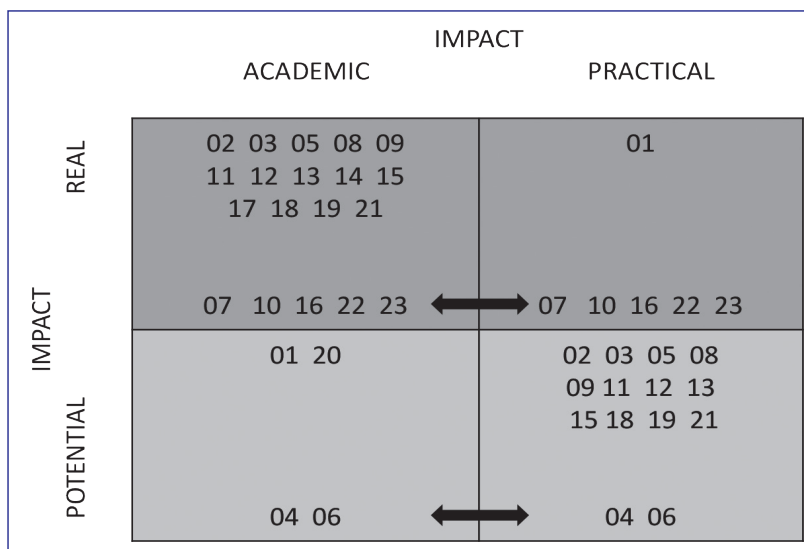 IMPACT
ACADEMIC PRACTICAL
REAL
02 03 05 08 09
11 12 13 14 15
17 18 19 21
01
07 10 16 22 23
07 10 16 22 23
IMPACT
POTENTIAL
01 20
02 03 05 08
09 11 12 13
15 18 19 21
04 06
04 06